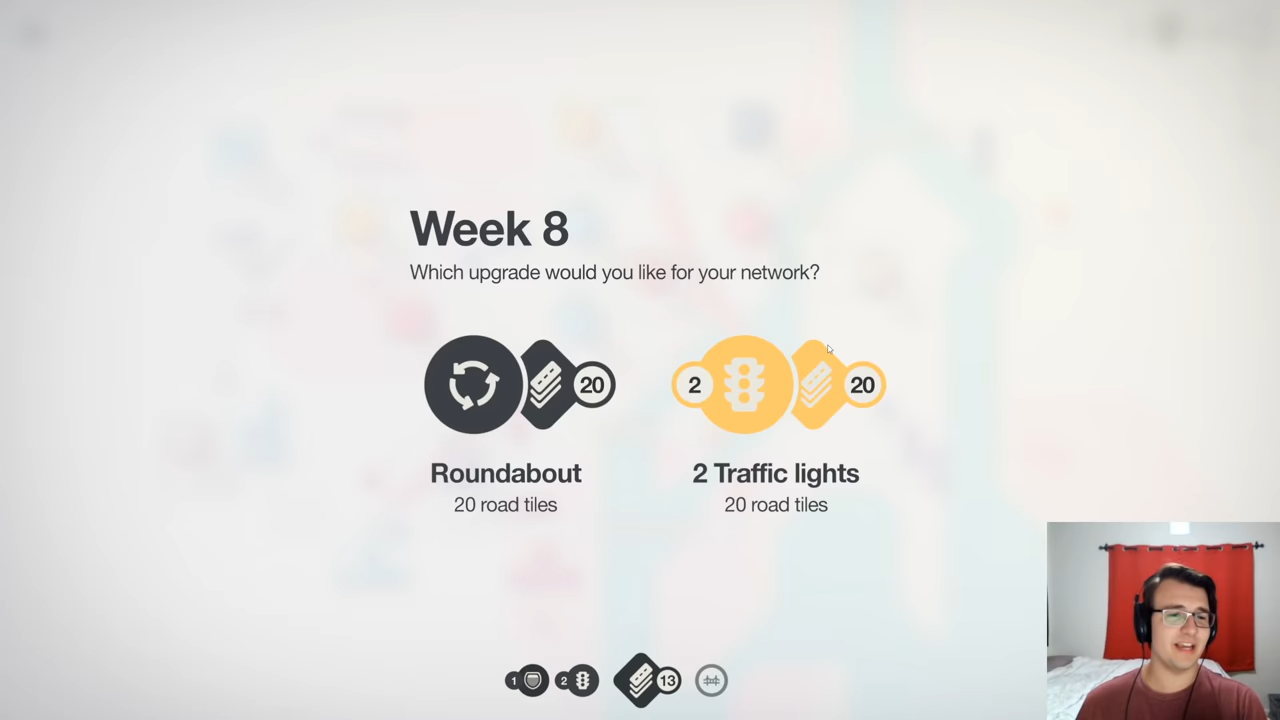 Week 8
Which upgrade would you like for your network?
20
2
20
Roundabout
2 Traffic lights
20 road tiles
20 road tiles
1
2
13